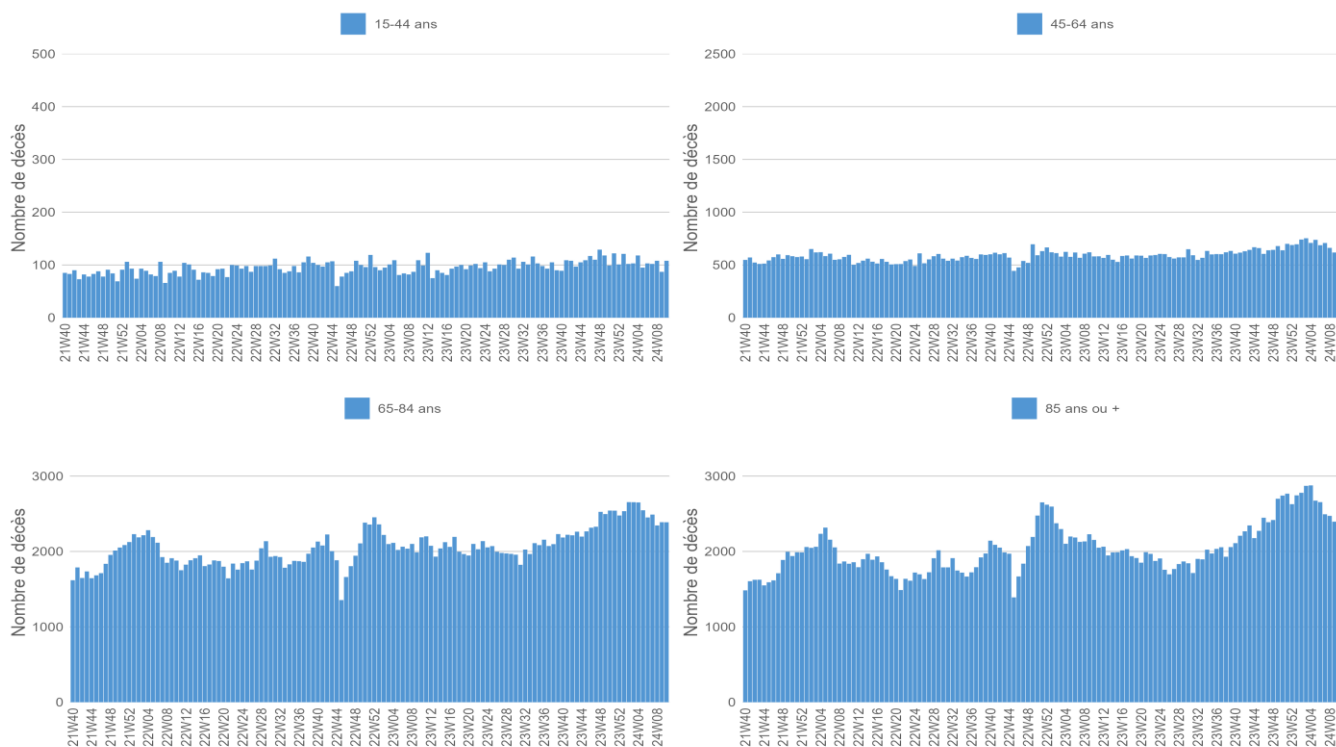 15-44 ans
500
400
300
200
100
0
Nombre de décès
21W40
21W44
21W48
21W52
22W04
22W08
22W12
22W16
22W20
22W24
22W28
22W32
22W36
22W40
22W44
22W48
22W52
23W04
23W08
23W12
23W16
23W20
23W24
23W28
23W32
23W36
23W40
23W44
23W48
23W52
24W04
24W08
45-64 ans
2500
2000
1500
1000
500
0
Nombre de décès
21W40
21W44
21W48
21W52
22W04
22W08
22W12
22W16
22W20
22W24
22W28
22W32
22W36
22W40
22W44
22W48
22W52
23W04
23W08
23W12
23W16
23W20
23W24
23W28
23W32
23W36
23W40
23W44
23W48
23W52
24W04
24W08
65-84 ans
3000
2000
1000
0
Nombre de décès
21W40
21W44
21W48
21W52
22W04
22W08
22W12
22W16
22W20
22W24
22W28
22W32
22W36
22W40
22W44
22W48
22W52
23W04
23W08
23W12
23W16
23W20
23W24
23W28
23W32
23W36
23W40
23W44
23W48
23W52
24W04
24W08
85 ans ou +
3000
2000
1000
0
Nombre de décès
21W40
21W44
21W48
21W52
22W04
22W08
22W12
22W16
22W20
22W24
22W28
22W32
22W36
22W40
22W44
22W48
22W52
23W04
23W08
23W12
23W16
23W20
23W24
23W28
23W32
23W36
23W40
23W44
23W48
23W52
24W04
24W08